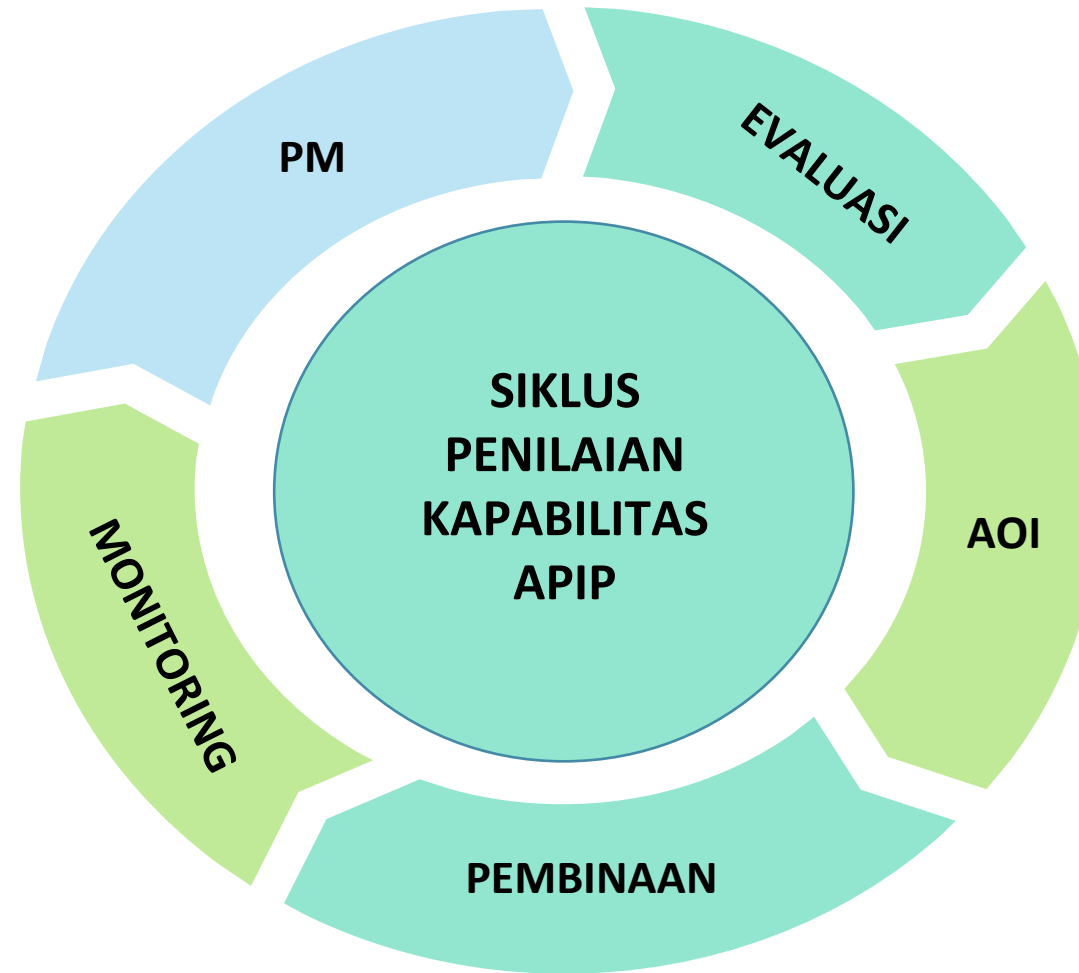 PM
EVALUASI
AOI
PEMBINAAN
MONITORING
SIKLUS
PENILAIAN
KAPABILITAS
APIP